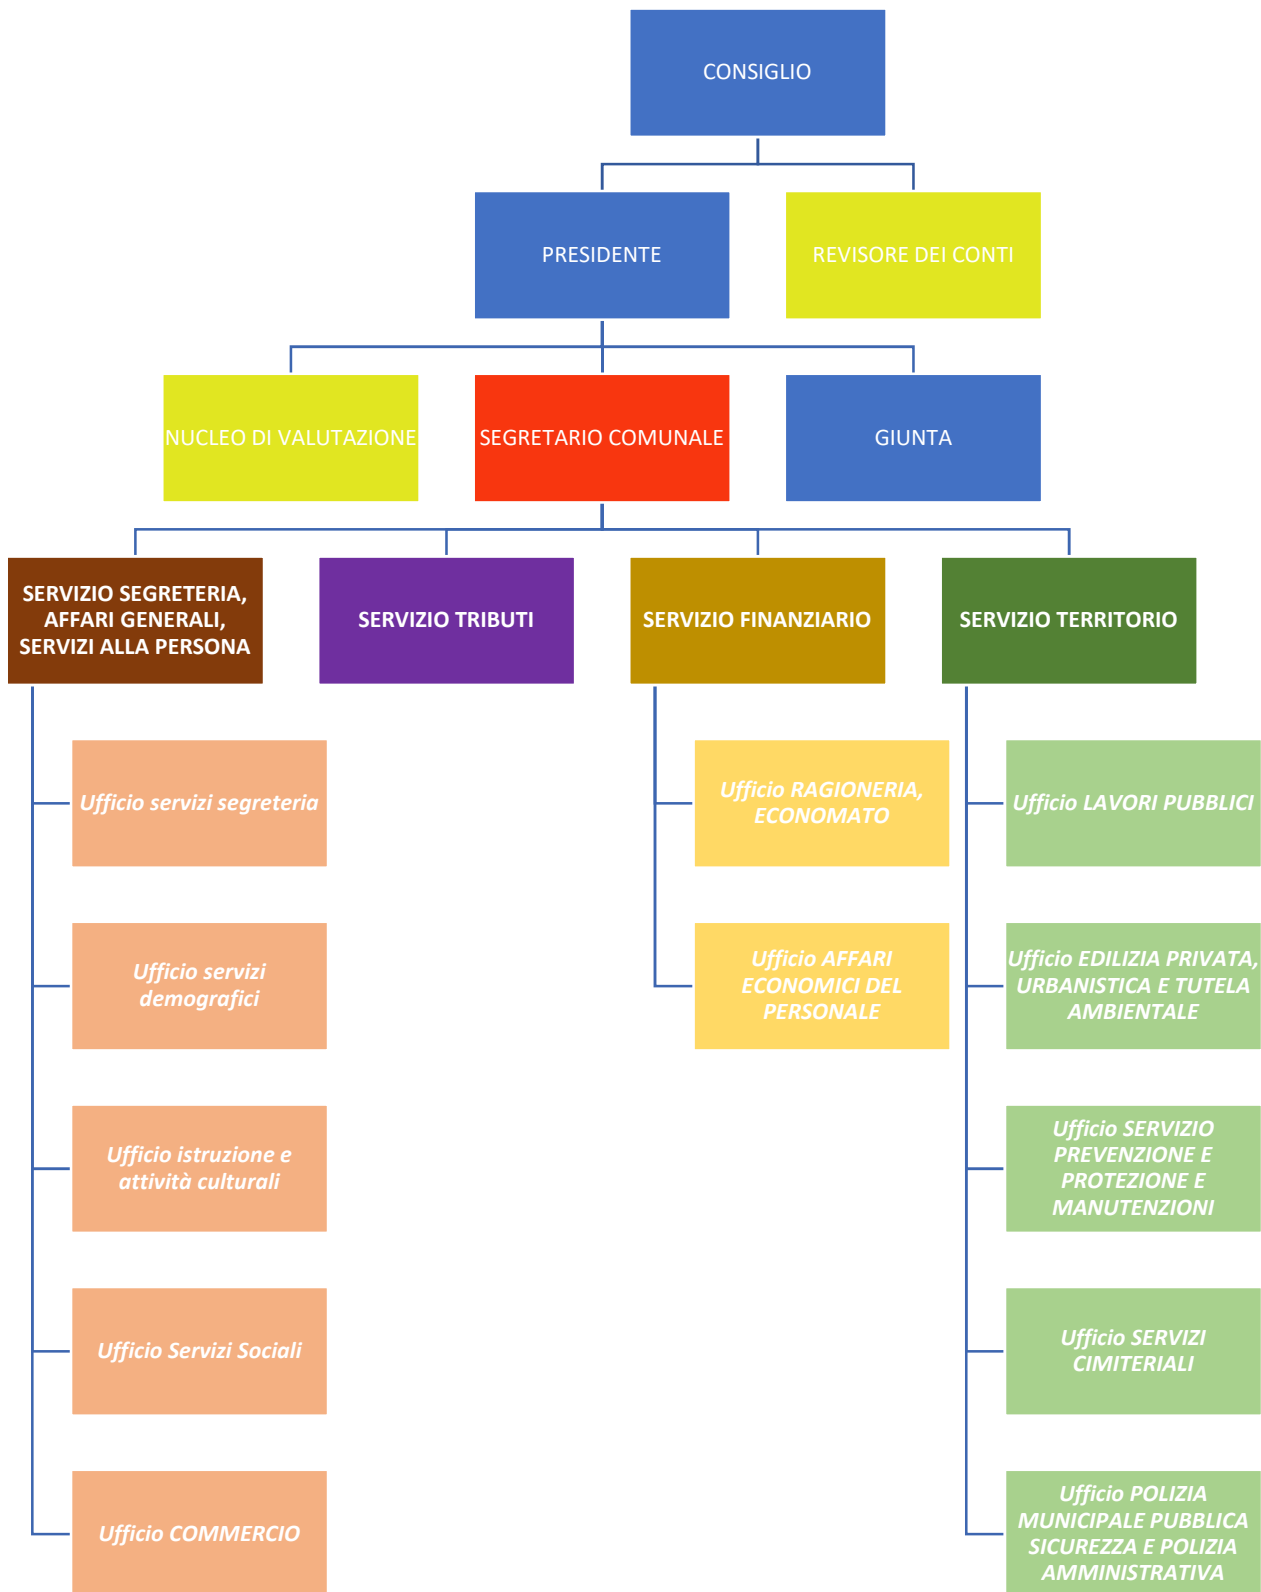 CONSIGLIO
PRESIDENTE
REVISORE DEI CONTI
NUCLEO DI VALUTAZIONE
SEGRETARIO COMUNALE
GIUNTA
SERVIZIO SEGRETERIA,
AFFARI GENERALI,
SERVIZI ALLA PERSONA
SERVIZIO TRIBUTI
SERVIZIO FINANZIARIO
SERVIZIO TERRITORIO
Ufficio servizi segreteria
Ufficio servizi
demografici
Ufficio istruzione e
attività culturali
Ufficio Servizi Sociali
Ufficio COMMERCIO
Ufficio RAGIONERIA,
ECONOMATO
Ufficio AFFARI
ECONOMICI DEL
PERSONALE
Ufficio LAVORI PUBBLICI
Ufficio EDILIZIA PRIVATA,
URBANISTICA E TUTELA
AMBIENTALE
Ufficio SERVIZIO
PREVENZIONE E
PROTEZIONE E
MANUTENZIONI
Ufficio SERVIZI
CIMITERIALI
Ufficio POLIZIA
MUNICIPALE PUBBLICA
SICUREZZA E POLIZIA
AMMINISTRATIVA